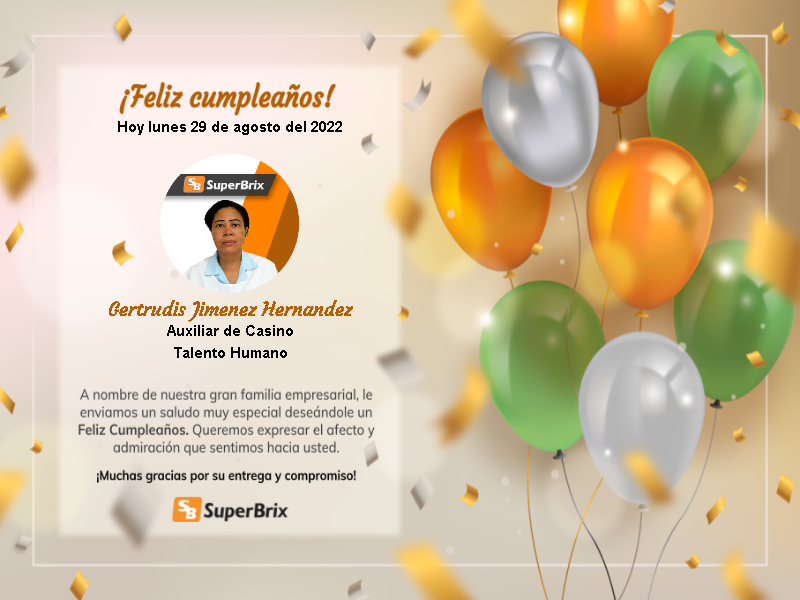 ¡Feliz cumpleaños!
Hoy lunes 29 de agosto del 2022
SB SuperBrix
Gertrudis Jimenez Hernandez
Auxiliar de Casino
Talento Humano
A nombre de nuestra gran familia empresarial, le
enviamos un saludo muy especial deseándole un
Feliz Cumpleaños. Queremos expresar el afecto y
admiración que sentimos hacia usted.
¡Muchas gracias por su entrega y compromiso!
SB SuperBrix